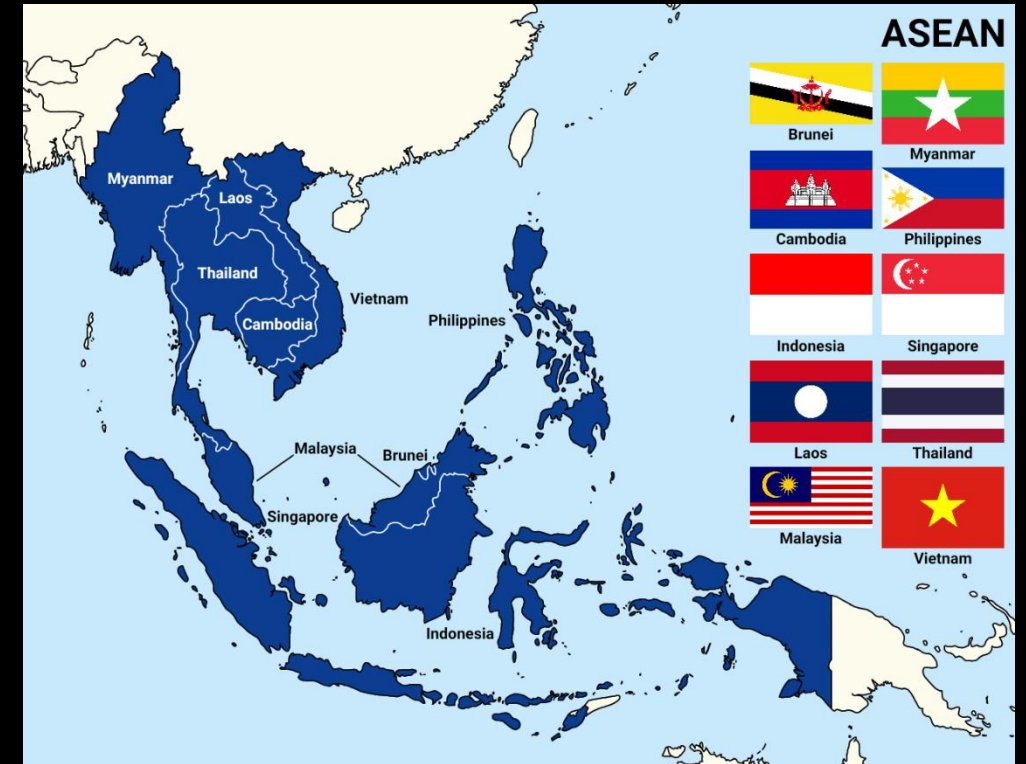 ASEAN
Brunei
Myanmar
Cambodia
Philippines
Indonesia
Singapore
Laos
Thailand
Malaysia
Vietnam
Myanmar
Laos
Thailand
Vietnam
Cambodia
Philippines
Malaysia
Brunei
Singapore
Indonesia